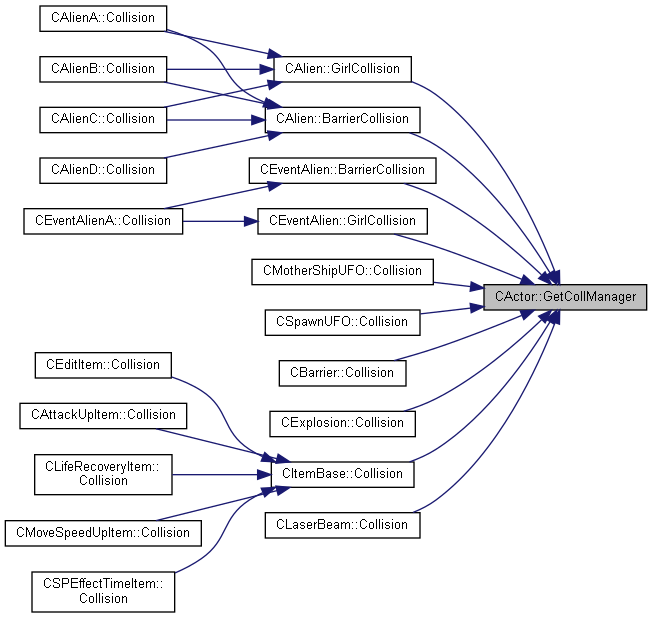 CAlienA::Collision
CAlienB::Collision
CAlienC::Collision
CAlienD::Collision
CEventAlienA::Collision
CEditItem::Collision
CAttackUpItem::Collision
CLifeRecoveryItem::
Collision
CMoveSpeedUpItem::Collision
CSPEffectTimeItem::
Collision
CAlien::GirlCollision
CAlien::BarrierCollision
CEventAlien::BarrierCollision
CEventAlien::GirlCollision
CMotherShipUFO::Collision
CSpawnUFO::Collision
CBarrier::Collision
CExplosion::Collision
CItemBase::Collision
CLaserBeam::Collision
CActor::GetCollManager